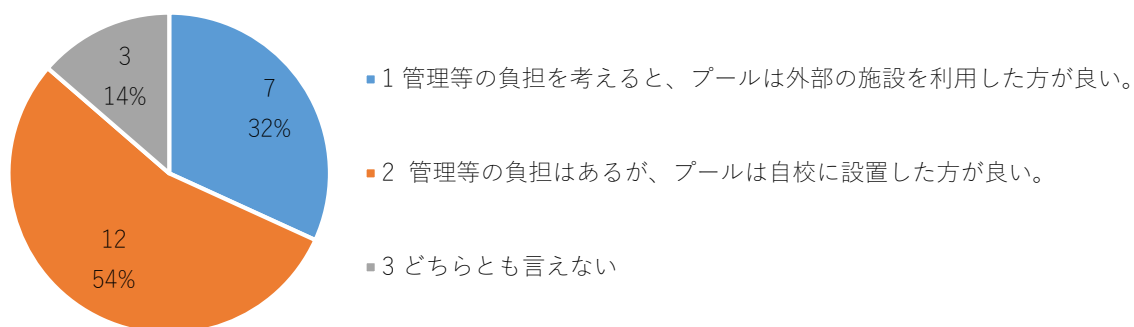 3
14%
7
32%
12
54%
1 管理等の負担を考えると、プールは外部の施設を利用した方が良い。
2 管理等の負担はあるが、プールは自校に設置した方が良い。
3 どちらとも言えない